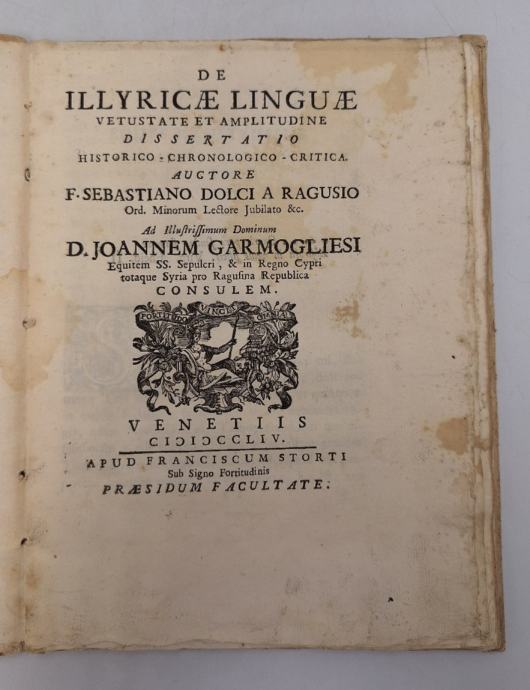 DE
ILLYRICÆ LINGUÆ
VETUSTATE ET AMPLITUDINE
DISSERTATIO
HISTORICO-CHRONOLOGICO-CRITICA.
AUCTORE
F. SEBASTIANO DOLCI A RAGUSIO
Ord. Minorum Lectore Jubilato &c.
Ad Illuſtriſſimum Dominum
D. JOANNEM GARMOGLIESI
Equitem SS. Sepulcri, & in Regno Cypri
totaque Syria pro Raguſina Republica
CONSULEM.
VENETIIS
CIƆIƆCCLIV.
APUD FRANCISCUM STORTI
Sub Signo Fortitudinis
PRÆSIDUM FACULTATE.